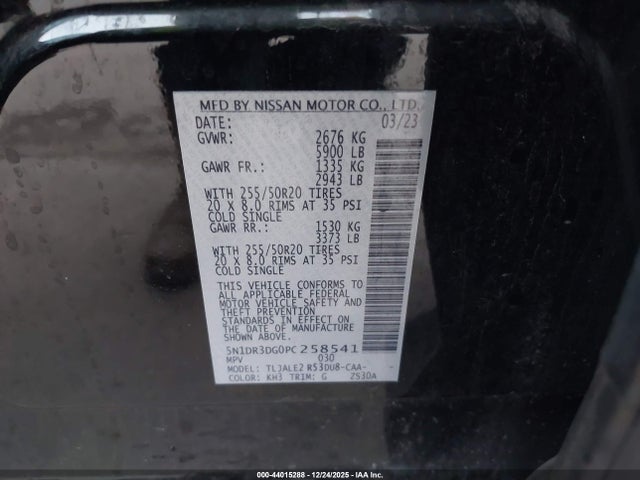 MFD BY NISSAN MOTOR CO., LTD.
DATE: 03/23
GVWR: 2676 KG
5900 LB
GAWR FR.: 1335 KG
2943 LB
WITH 255/50R20 TIRES
20 X 8.0 RIMS AT 35 PSI
COLD SINGLE
GAWR RR.: 1530 KG
3373 LB
WITH 255/50R20 TIRES
20 X 8.0 RIMS AT 35 PSI
COLD SINGLE
THIS VEHICLE CONFORMS TO
ALL APPLICABLE FEDERAL
MOTOR VEHICLE SAFETY AND
THEFT PREVENTION
STANDARDS IN EFFECT ON
THE DATE OF MANUFACTURE
SHOWN ABOVE.
5N1DR3DG0PC258541
MPV 030
MODEL: TLJALE2 R53DU8-CAA-
COLOR: KH3 TRIM: G ZS3DA
000-44015288 - 12/24/2025 - IAAI.COM